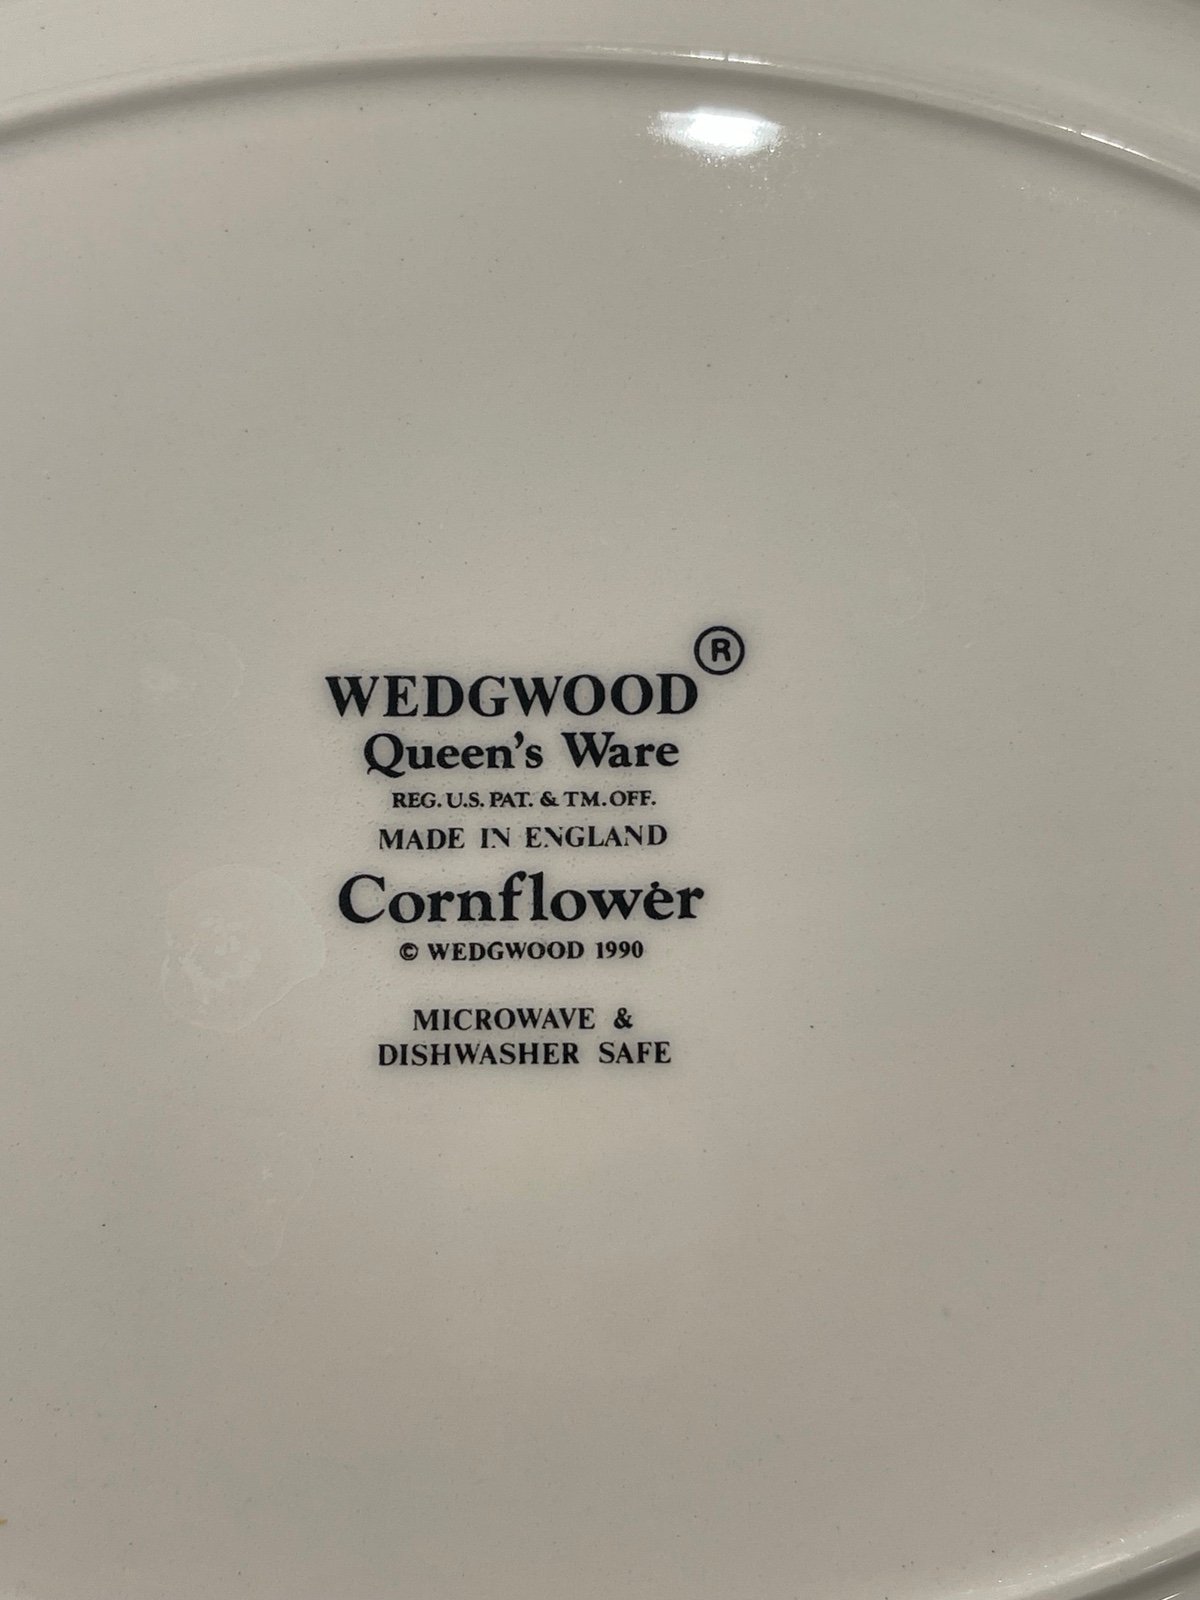 WEDGWOOD®
Queen's Ware
REG. U.S. PAT. & TM. OFF.
MADE IN ENGLAND
Cornflower
© WEDGWOOD 1990
MICROWAVE &
DISHWASHER SAFE